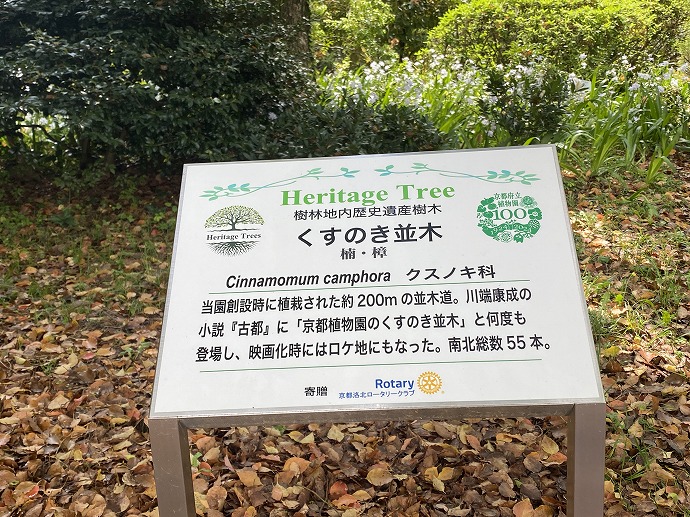 Heritage Tree
樹林地内歴史遺産樹木
くすのき並木
楠・樟
Heritage Trees
京都府立
植物園
100
Cinnamomum camphora クスノキ科
当園創設時に植栽された約200mの並木道。川端康成の
小説『古都』に「京都植物園のくすのき並木」と何度も
登場し、映画化時にはロケ地にもなった。南北総数55本。
寄贈
Rotary
京都洛北ロータリークラブ